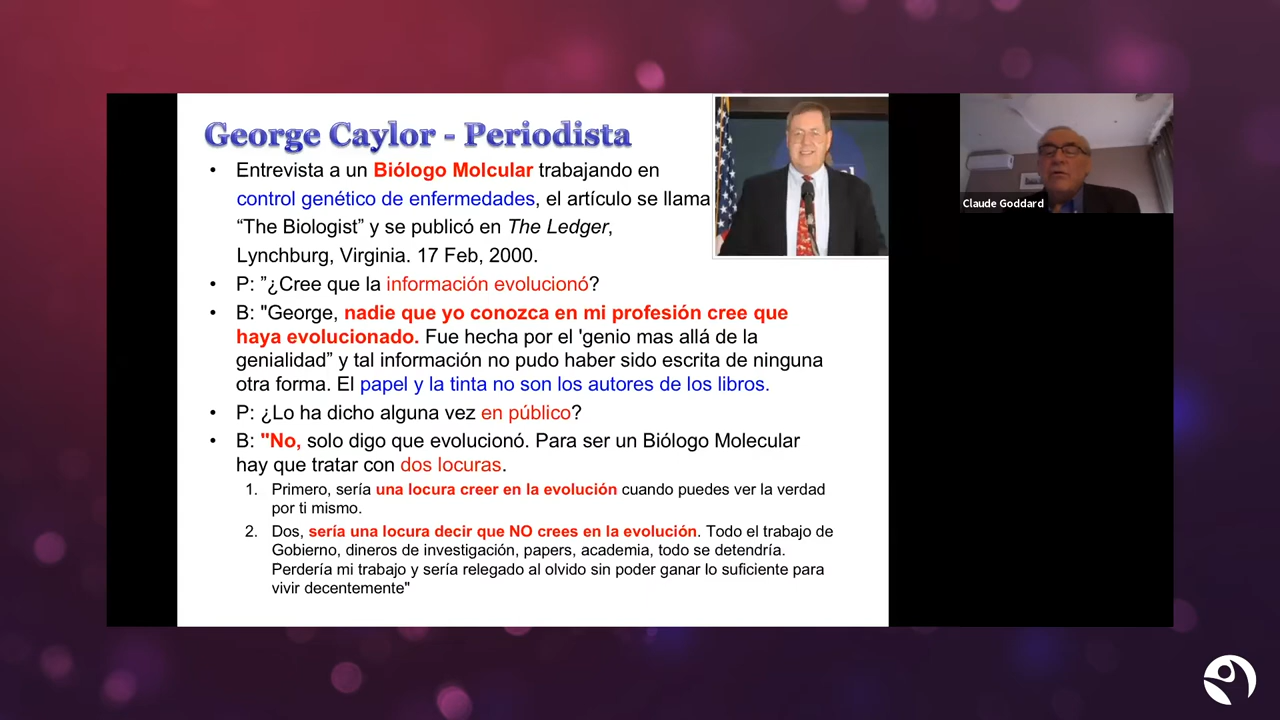 George Caylor - Periodista
• Entrevista a un Biólogo Molcular trabajando en
control genético de enfermedades, el artículo se llama
“The Biologist” y se publicó en The Ledger,
Lynchburg, Virginia. 17 Feb, 2000.
• P: ”¿Cree que la información evolucionó?
• B: "George, nadie que yo conozca en mi profesión cree que
haya evolucionado. Fue hecha por el 'genio mas allá de la
genialidad” y tal información no pudo haber sido escrita de ninguna
otra forma. El papel y la tinta no son los autores de los libros.
• P: ¿Lo ha dicho alguna vez en público?
• B: "No, solo digo que evolucionó. Para ser un Biólogo Molecular
hay que tratar con dos locuras.
1. Primero, sería una locura creer en la evolución cuando puedes ver la verdad
por ti mismo.
2. Dos, sería una locura decir que NO crees en la evolución. Todo el trabajo de
Gobierno, dineros de investigación, papers, academia, todo se detendría.
Perdería mi trabajo y sería relegado al olvido sin poder ganar lo suficiente para
vivir decentemente"
Claude Goddard